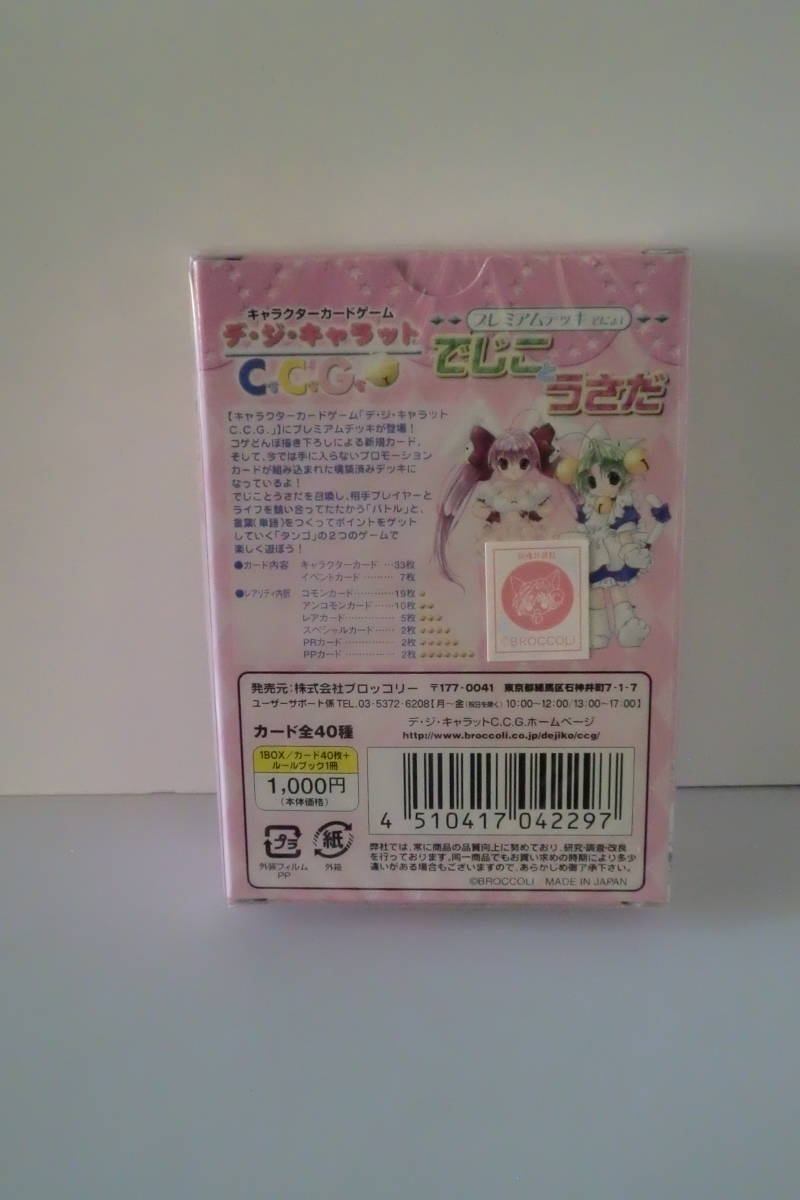 キャラクターカードゲーム
デ・ジ・キャラット
C.C.G.
プレミアムデッキでにょ!
でじこと
うさだ
【キャラクターカードゲーム「デ・ジ・キャラット
C.C.G.」】にプレミアムデッキが登場!
コゲどんぼ描き下ろしによる新規カード、
そして、今では手に入らないプロモーション
カードが組み込まれた構築済みデッキに
なっているよ!
でじことうさだを召喚し、相手プレイヤーと
ライフを競い合ってたたかう「バトル」と、
言葉(単語)をつくってポイントをゲット
していく「タンゴ」の2つのゲームで
楽しく遊ぼう!
●カード内容 キャラクターカード…33枚
イベントカード………7枚
●レアリティ内訳 コモンカード…………19枚
アンコモンカード……10枚
レアカード……………5枚
スペシャルカード……2枚
PRカード……………2枚
PPカード……………2枚
©BROCCOLI
発売元:株式会社ブロッコリー 〒177-0041 東京都練馬区石神井町7-1-7
ユーザーサポート係 TEL.03-5372-6208【月~金(祝日を除く)10:00~12:00/13:00~17:00】
カード全40種
デ・ジ・キャラットC.C.G.ホームページ
http://www.broccoli.co.jp/dejiko/ccg/
1BOX/カード40枚+
ルールブック1冊
1,000円
(本体価格)
4 510417 042297
プラ
紙
外装フィルム
PP
外箱
弊社では、常に商品の品質向上に努めており、研究・調査・改良
を行っております。同一商品でもお買い求めの時期により多少
違いがある場合もございますので、あらかじめ御了承下さい。
©BROCCOLI MADE IN JAPAN